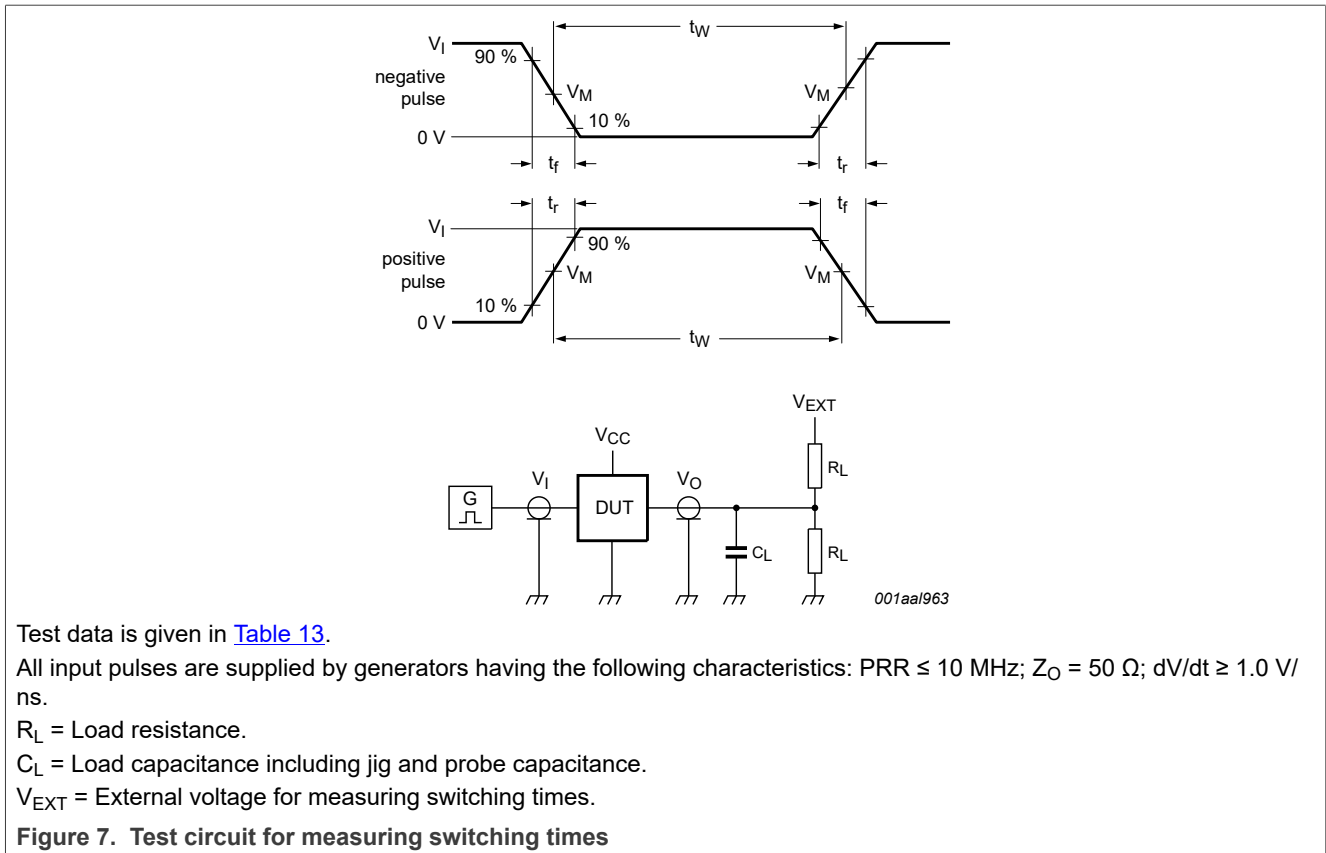 tW
VI
90 %
negative
pulse
VM
VM
10 %
0 V
tf
tr
tr
tf
VI
90 %
positive
pulse
VM
VM
10 %
0 V
tW
VEXT
VCC
RL
VI
VO
G
DUT
CL
RL
001aal963
Test data is given in Table 13.
All input pulses are supplied by generators having the following characteristics: PRR ≤ 10 MHz; ZO = 50 Ω; dV/dt ≥ 1.0 V/
ns.
RL = Load resistance.
CL = Load capacitance including jig and probe capacitance.
VEXT = External voltage for measuring switching times.
Figure 7. Test circuit for measuring switching times